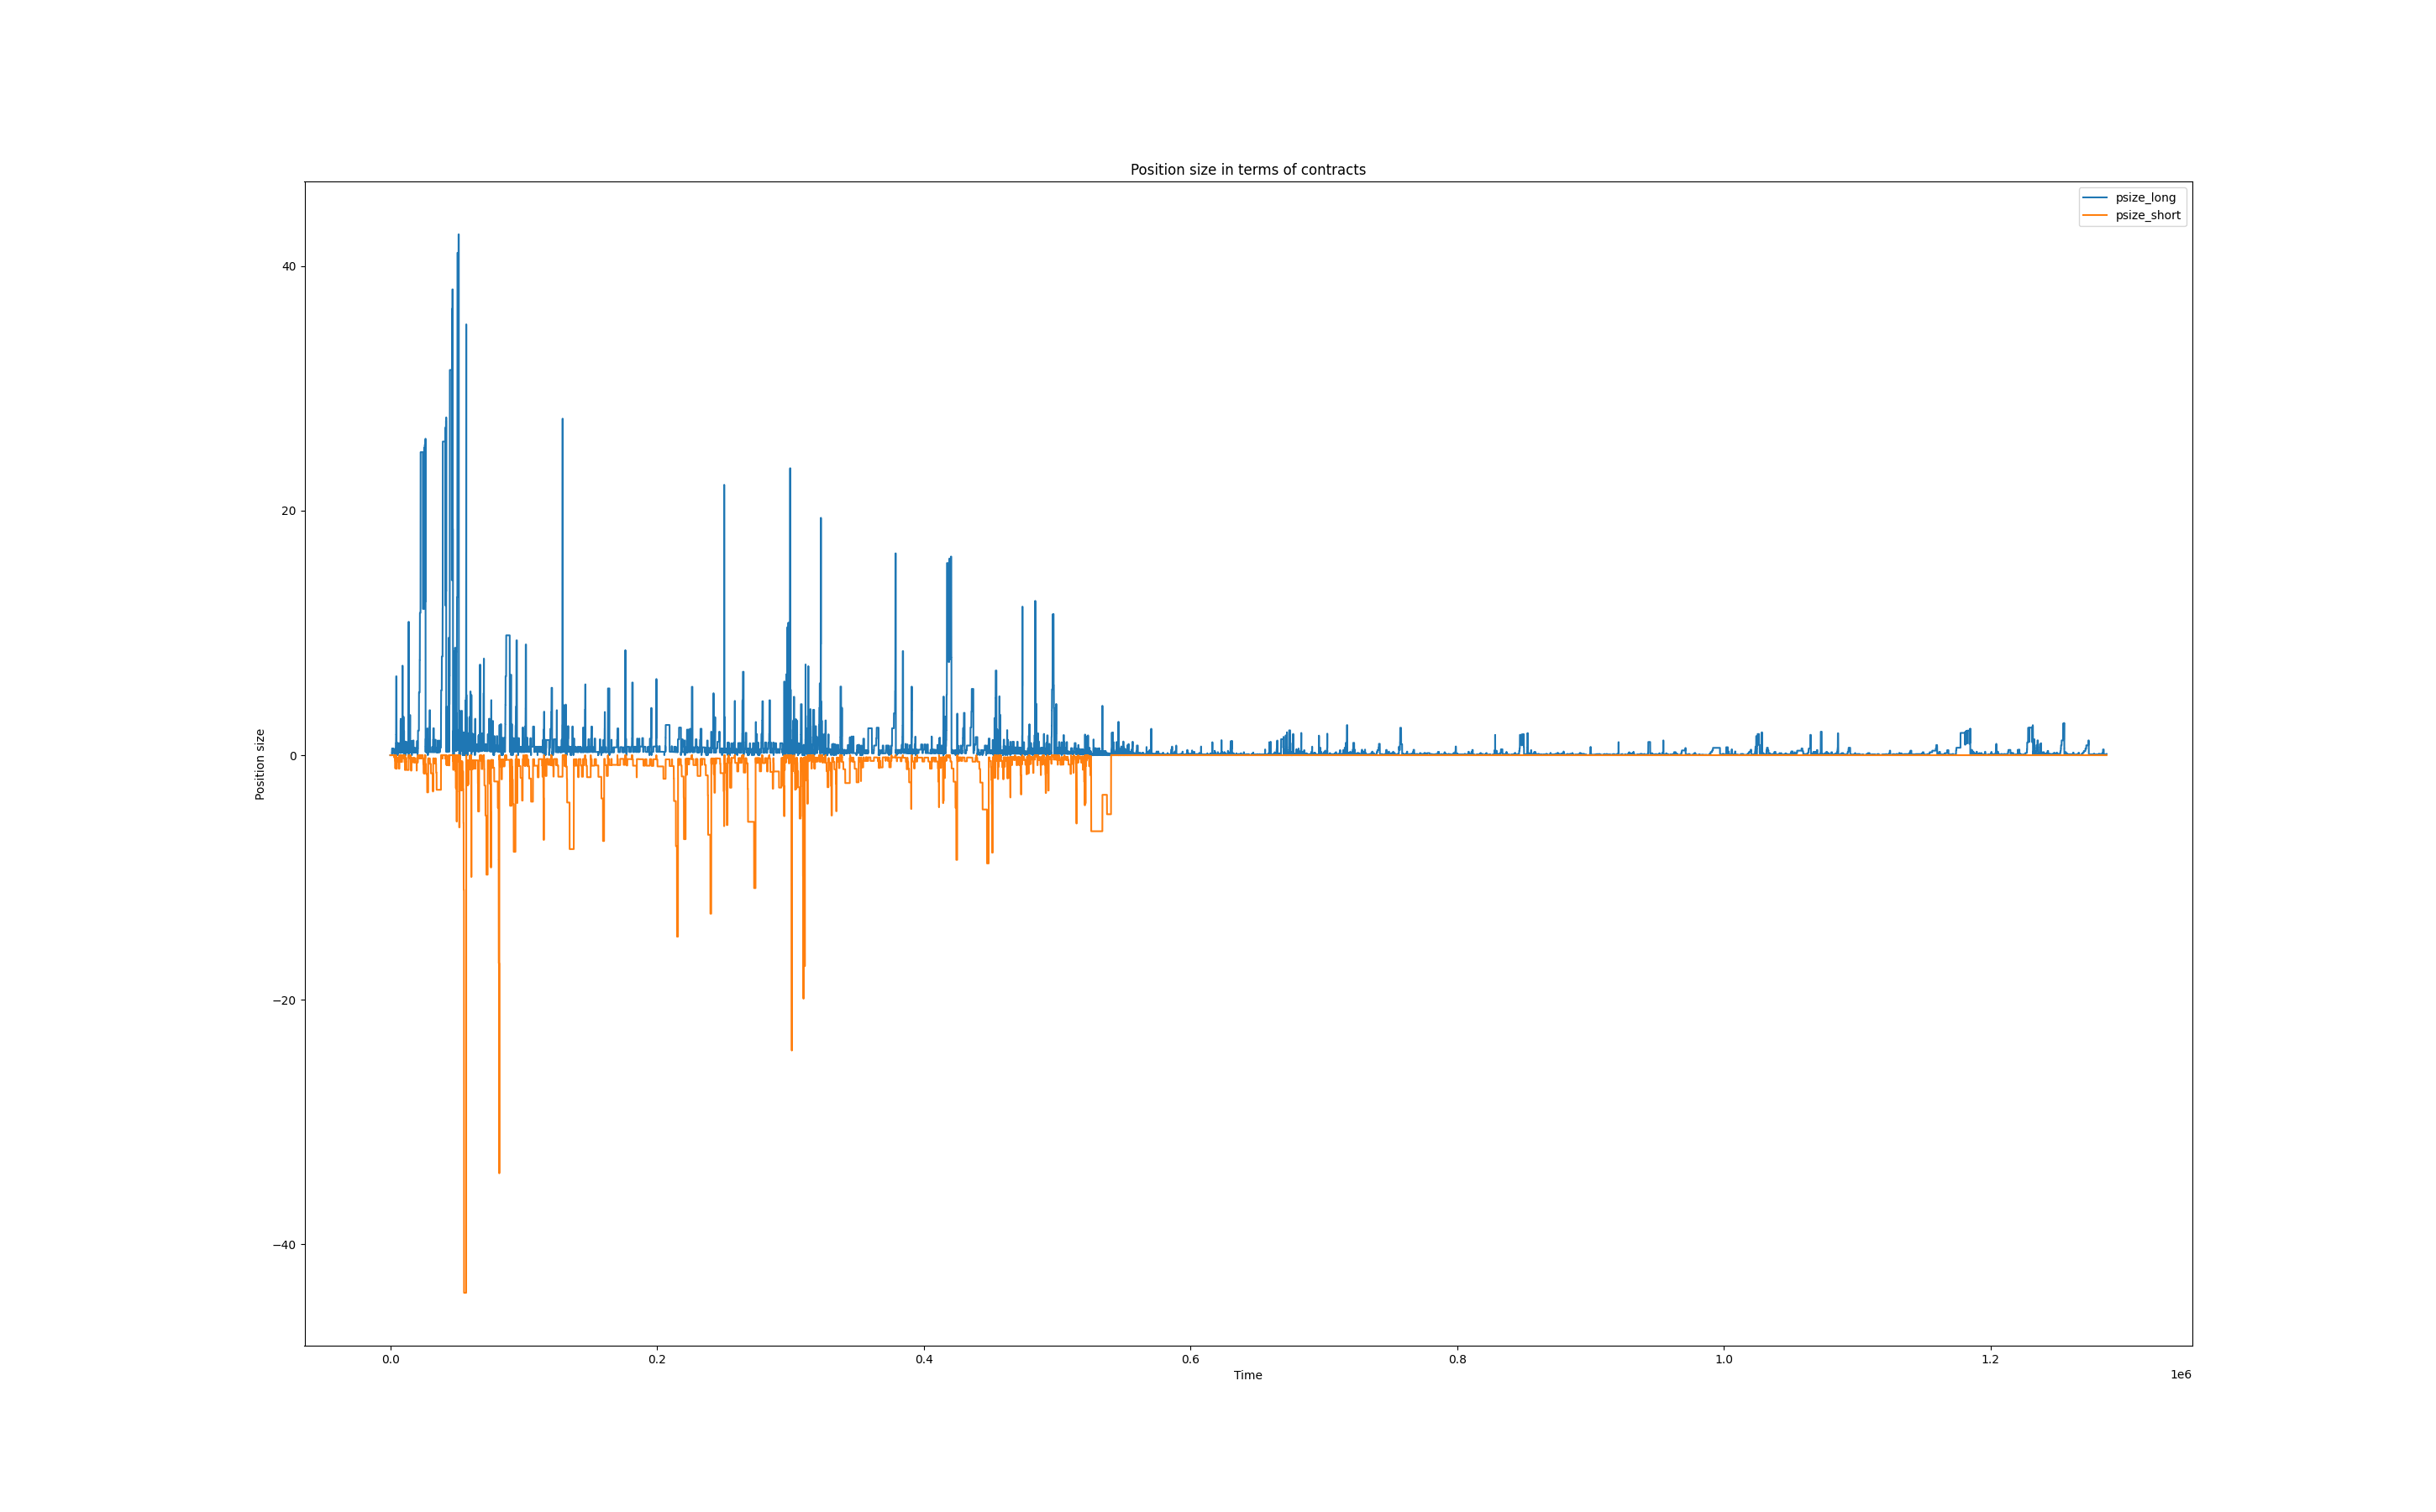 Position size in terms of contracts
psize_long
psize_short
40
20
0
−20
−40
Position size
0.0 0.2 0.4 0.6 0.8 1.0 1.2
Time
1e6